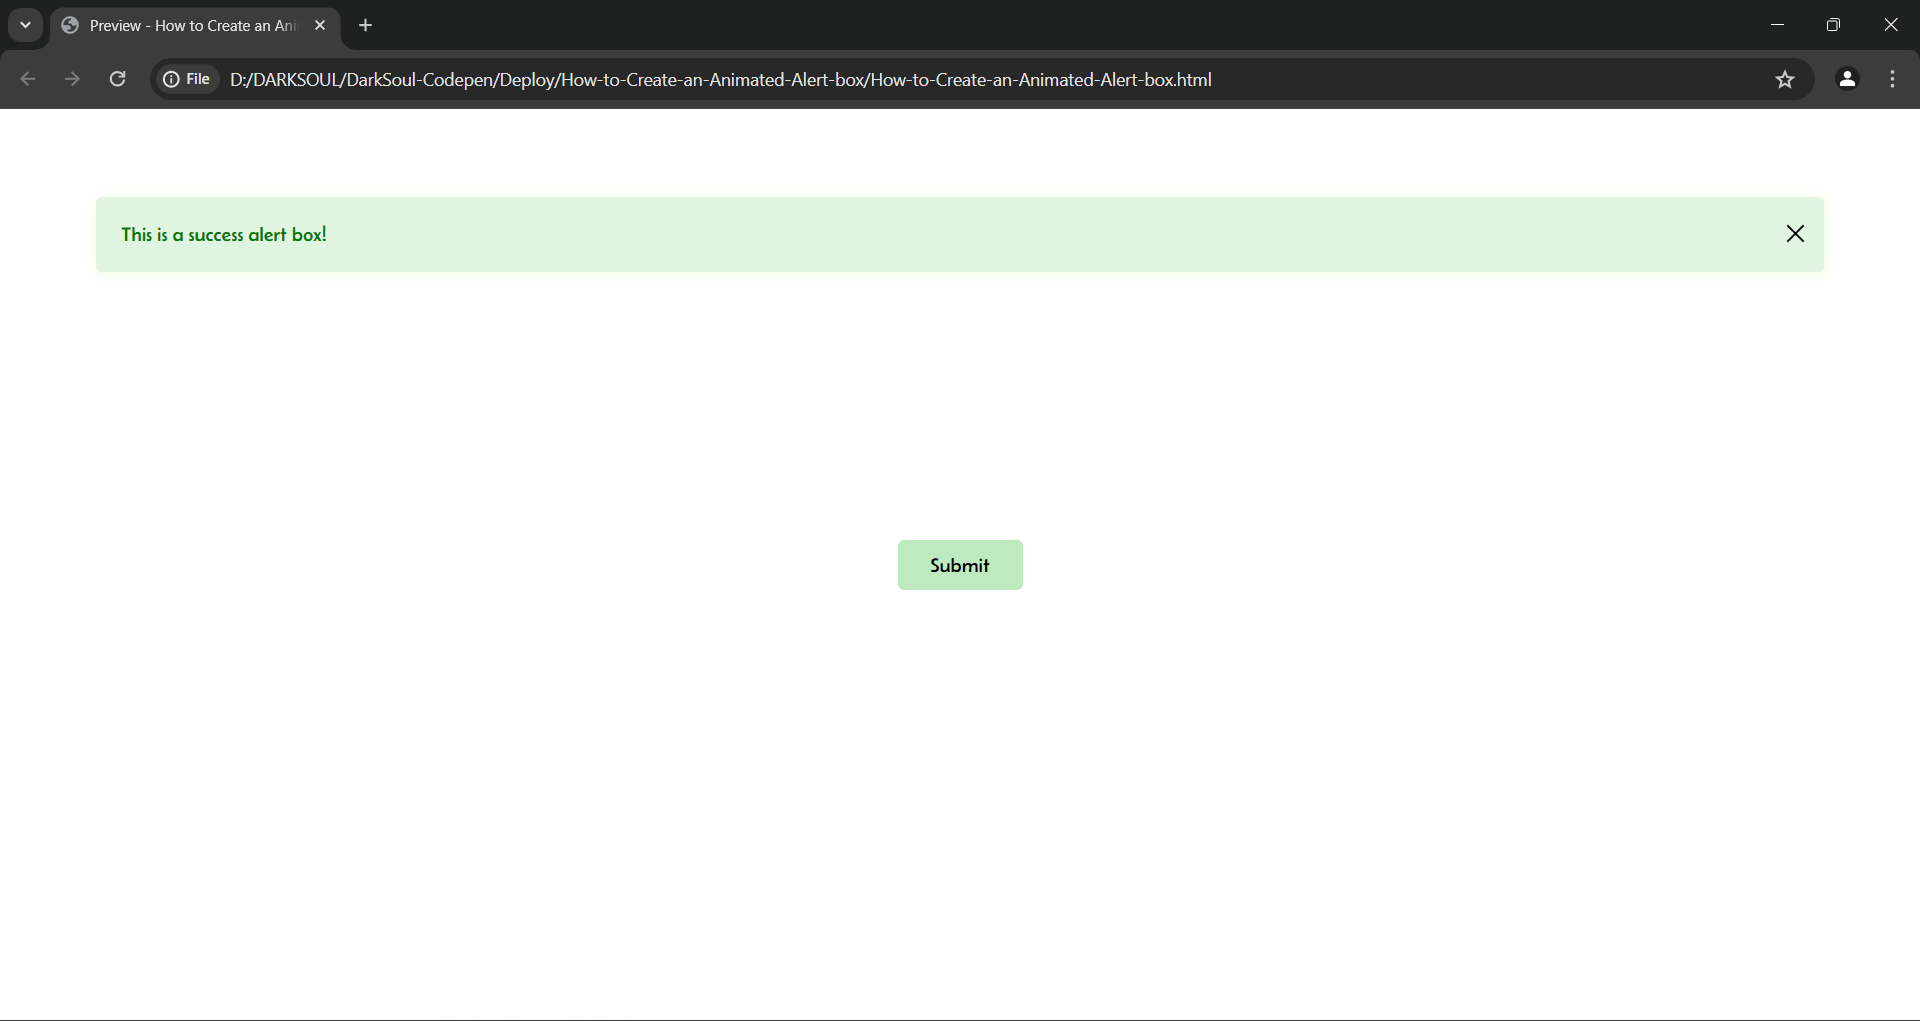 Preview - How to Create an Ani
File
D:/DARKSOUL/DarkSoul-Codepen/Deploy/How-to-Create-an-Animated-Alert-box/How-to-Create-an-Animated-Alert-box.html
This is a success alert box!
Submit